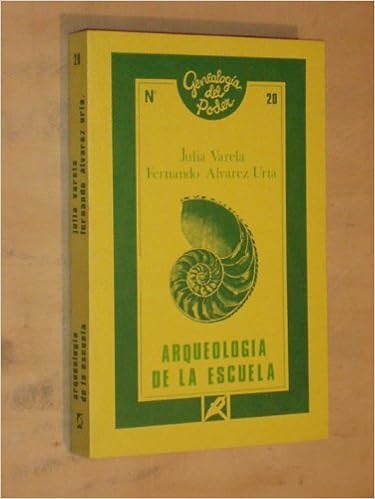 Genealogía
del
Poder
Nº 20
Julia Varela
Fernando Alvarez Uría
ARQUEOLOGIA
DE LA ESCUELA
20
julia varela
fernando alvarez uria.
arqueología
de la escuela